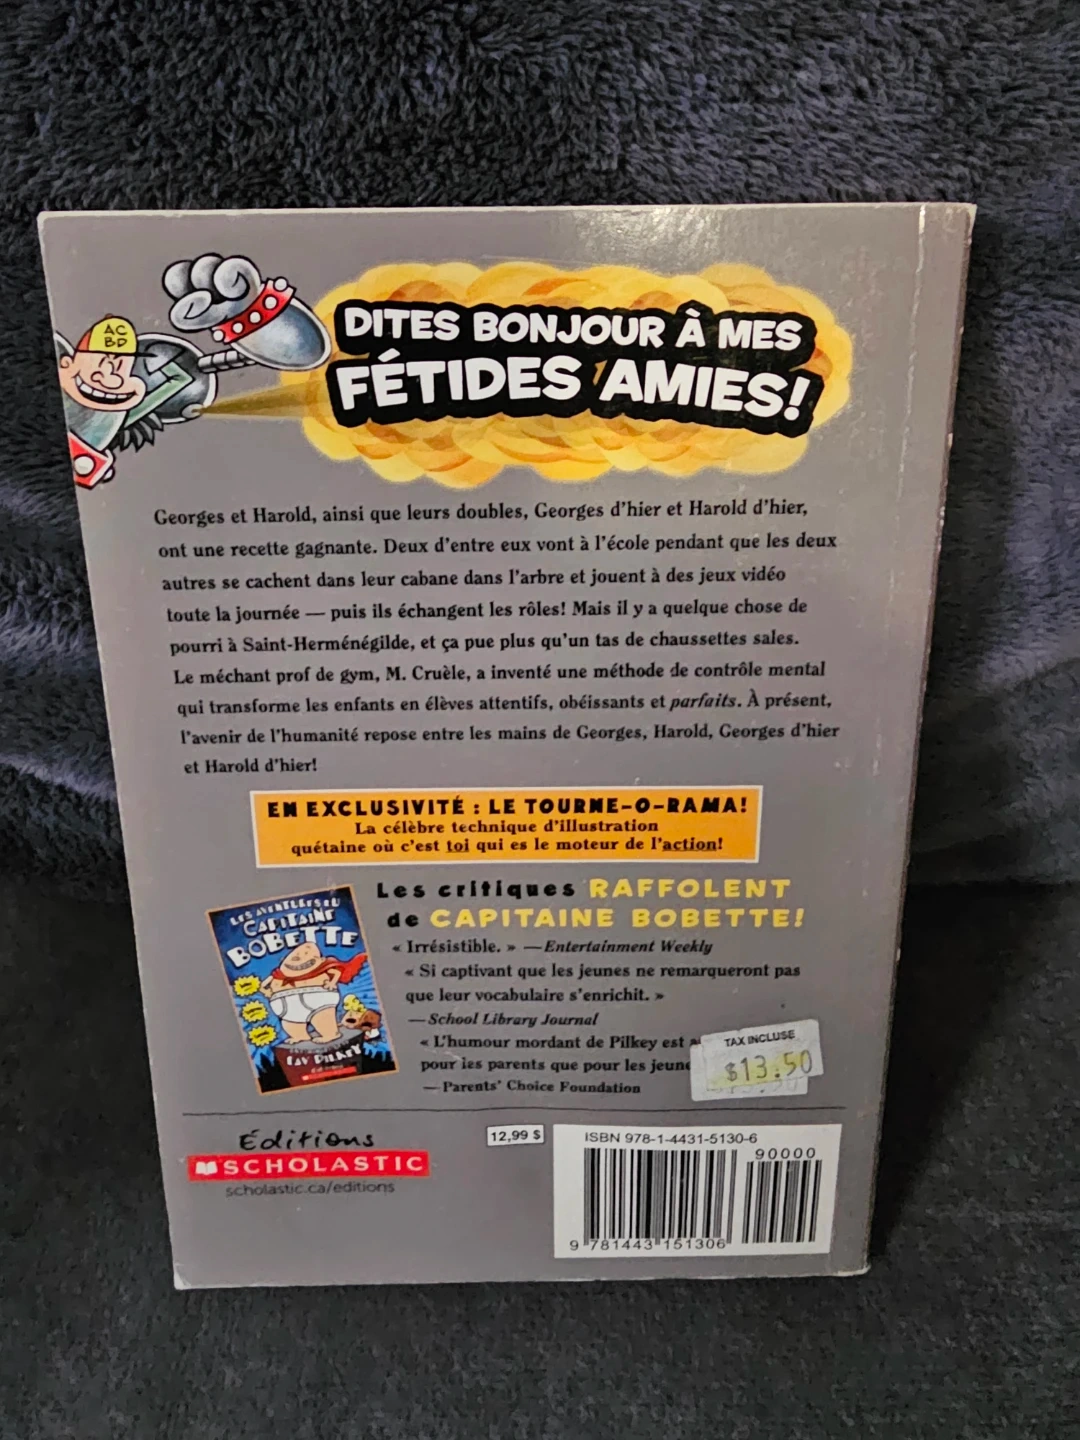 AC
BD
DITES BONJOUR À MES
FÉTIDES AMIES!
Georges et Harold, ainsi que leurs doubles, Georges d'hier et Harold d'hier,
ont une recette gagnante. Deux d'entre eux vont à l'école pendant que les deux
autres se cachent dans leur cabane dans l'arbre et jouent à des jeux vidéo
toute la journée — puis ils échangent les rôles! Mais il y a quelque chose de
pourri à Saint-Herménégilde, et ça pue plus qu'un tas de chaussettes sales.
Le méchant prof de gym, M. Cruèle, a inventé une méthode de contrôle mental
qui transforme les enfants en élèves attentifs, obéissants et parfaits. À présent,
l'avenir de l'humanité repose entre les mains de Georges, Harold, Georges d'hier
et Harold d'hier!
EN EXCLUSIVITÉ : LE TOURNE-O-RAMA!
La célèbre technique d'illustration
quétaine où c'est toi qui es le moteur de l'action!
LES AVENTURES DU
CAPITAINE
BOBETTE
DAV PILKEY
SCHOLASTIC
Les critiques RAFFOLENT
de CAPITAINE BOBETTE!
« Irrésistible. » —Entertainment Weekly
« Si captivant que les jeunes ne remarqueront pas
que leur vocabulaire s'enrichit. »
—School Library Journal
« L'humour mordant de Pilkey est
pour les parents que pour les jeune
— Parents' Choice Foundation
TAX INCLUSE
$13.50
Éditions
SCHOLASTIC
scholastic.ca/editions
12,99 $
ISBN 978-1-4431-5130-6
90000
9 781443 151306